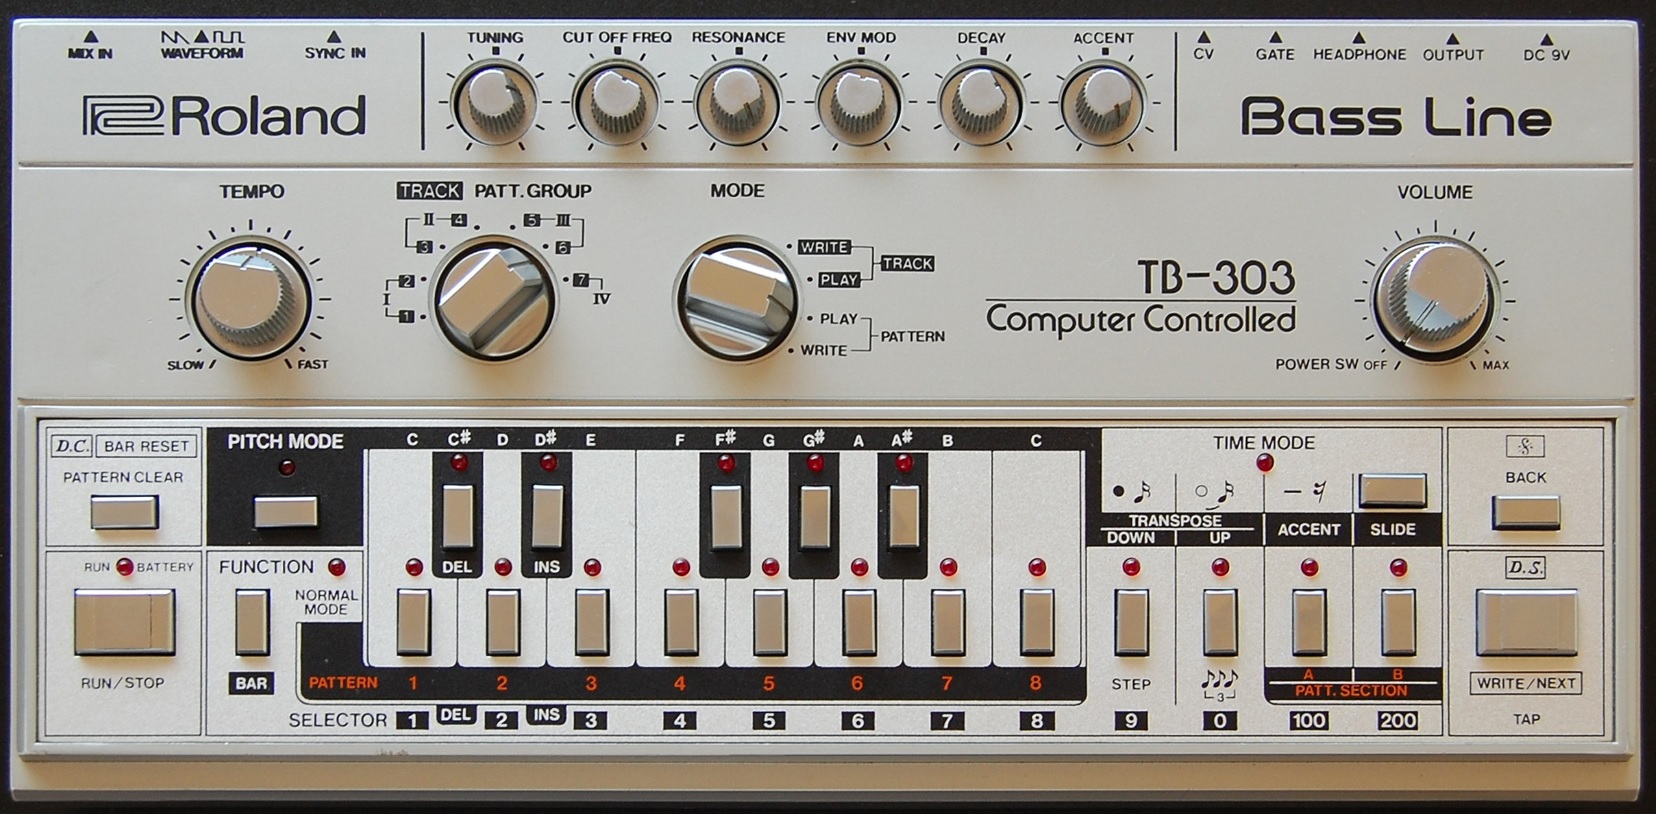 MIX IN
WAVEFORM
SYNC IN
TUNING
CUT OFF FREQ
RESONANCE
ENV MOD
DECAY
ACCENT
CV
GATE
HEADPHONE
OUTPUT
DC 9V
Roland
Bass Line
TEMPO
TRACK PATT. GROUP
MODE
VOLUME
II 4
5 III
3
6
2
7
I
IV
1
WRITE
PLAY
TRACK
PLAY
WRITE
PATTERN
TB-303
Computer Controlled
SLOW
FAST
POWER SW OFF
MAX
D.C. BAR RESET
PATTERN CLEAR
PITCH MODE
C C# D D# E F F# G G# A A# B C
TIME MODE
·S·
BACK
TRANSPOSE
DOWN UP
ACCENT
SLIDE
RUN BATTERY
FUNCTION
DEL
INS
D.S.
NORMAL
MODE
RUN/STOP
BAR
PATTERN 1 2 3 4 5 6 7 8
STEP
3
A B
PATT. SECTION
WRITE/NEXT
SELECTOR 1 DEL 2 INS 3 4 5 6 7 8 9 0 100 200
TAP